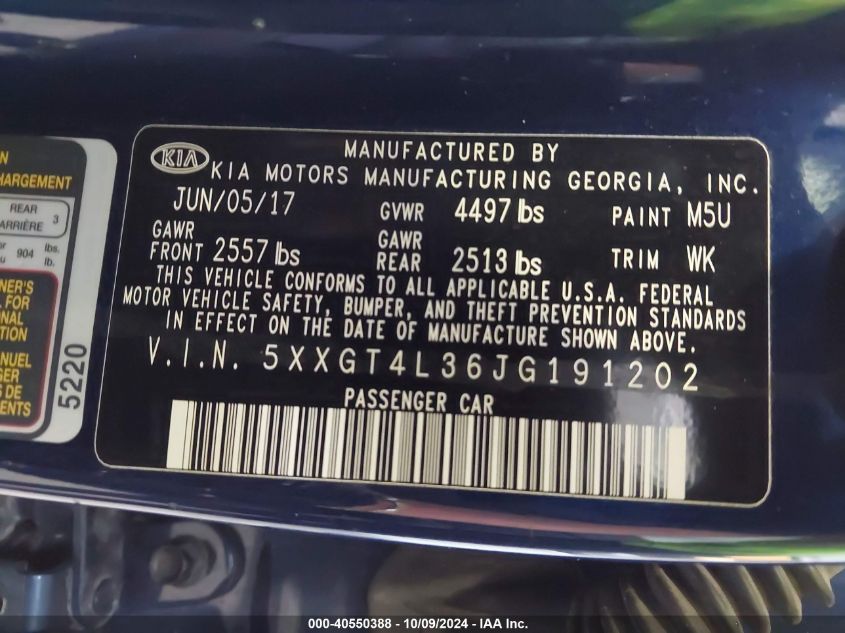 MANUFACTURED BY
KIA
KIA MOTORS MANUFACTURING GEORGIA, INC.
JUN/05/17 GVWR 4497 lbs PAINT M5U
GAWR FRONT 2557 lbs GAWR REAR 2513 lbs TRIM WK
THIS VEHICLE CONFORMS TO ALL APPLICABLE U.S.A. FEDERAL
MOTOR VEHICLE SAFETY, BUMPER, AND THEFT PREVENTION STANDARDS
IN EFFECT ON THE DATE OF MANUFACTURE SHOWN ABOVE.
V.I.N. 5XXGT4L36JG191202
PASSENGER CAR
REAR 3
904 lbs.
lb.
5220
000-40550388 - 10/09/2024 - IAA Inc.